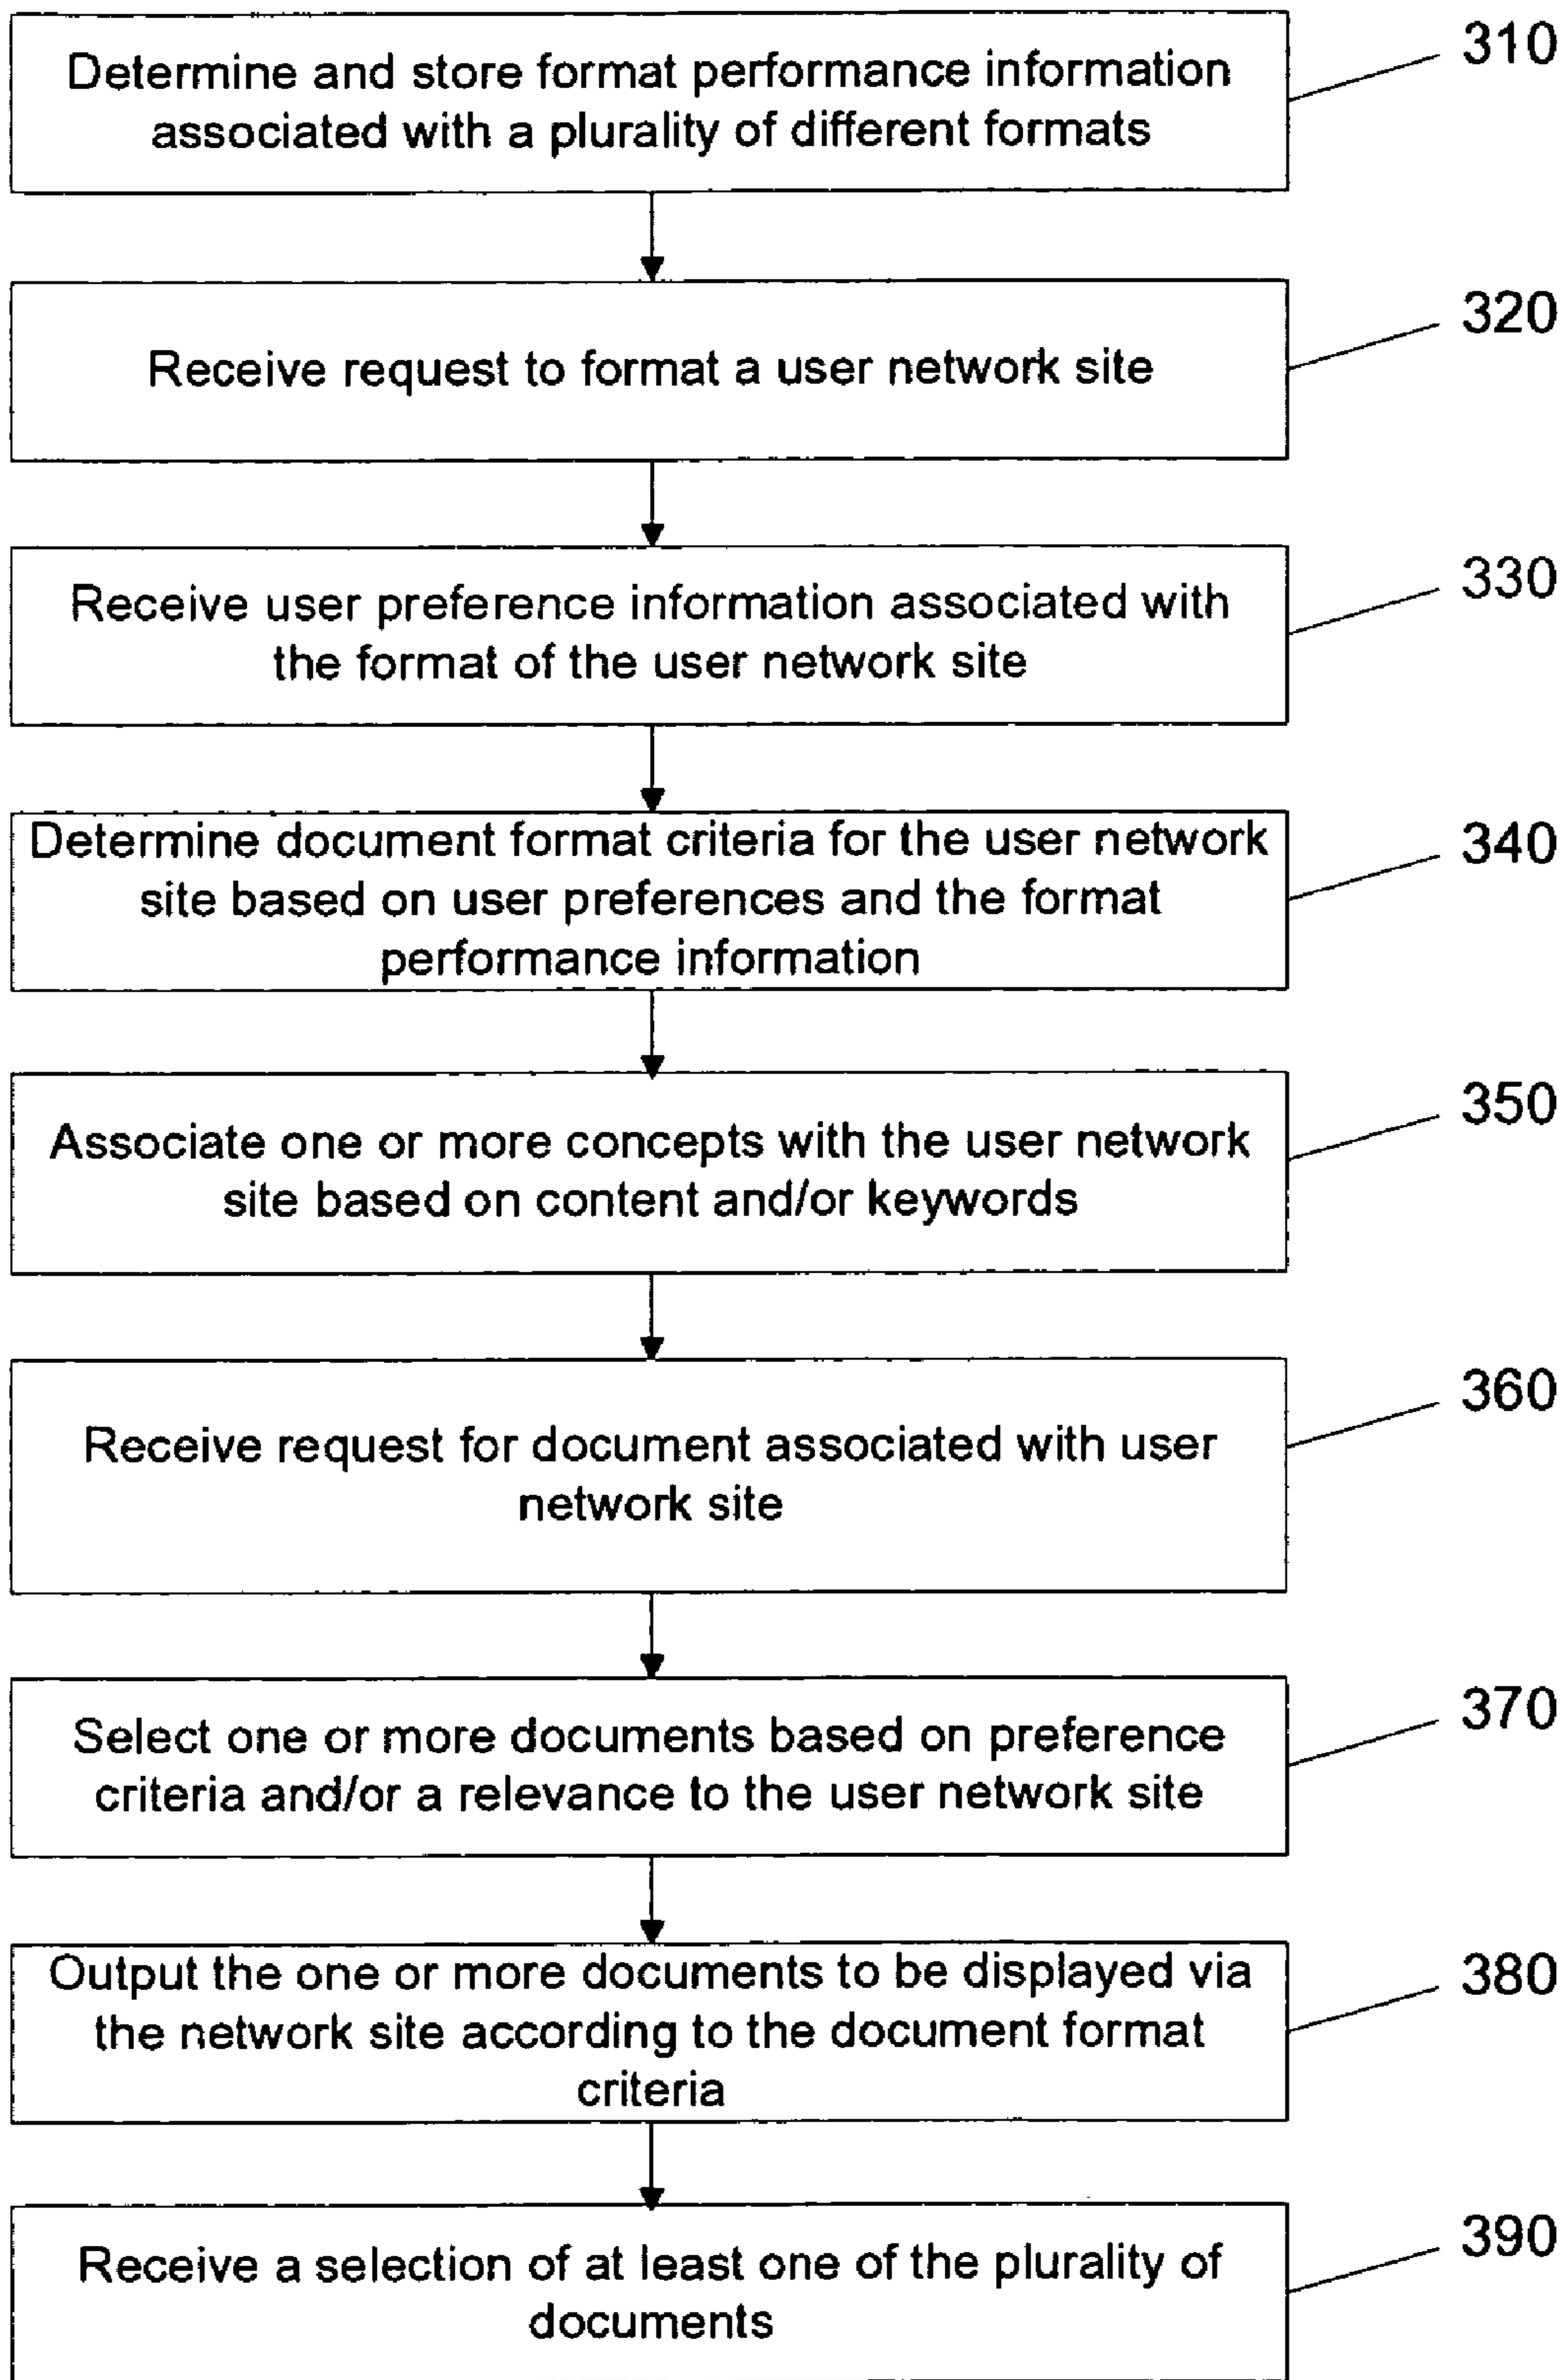 Determine and store format performance information
associated with a plurality of different formats
310
Receive request to format a user network site
320
Receive user preference information associated with
the format of the user network site
330
Determine document format criteria for the user network
site based on user preferences and the format
performance information
340
Associate one or more concepts with the user network
site based on content and/or keywords
350
Receive request for document associated with user
network site
360
Select one or more documents based on preference
criteria and/or a relevance to the user network site
370
Output the one or more documents to be displayed via
the network site according to the document format
criteria
380
Receive a selection of at least one of the plurality of
documents
390